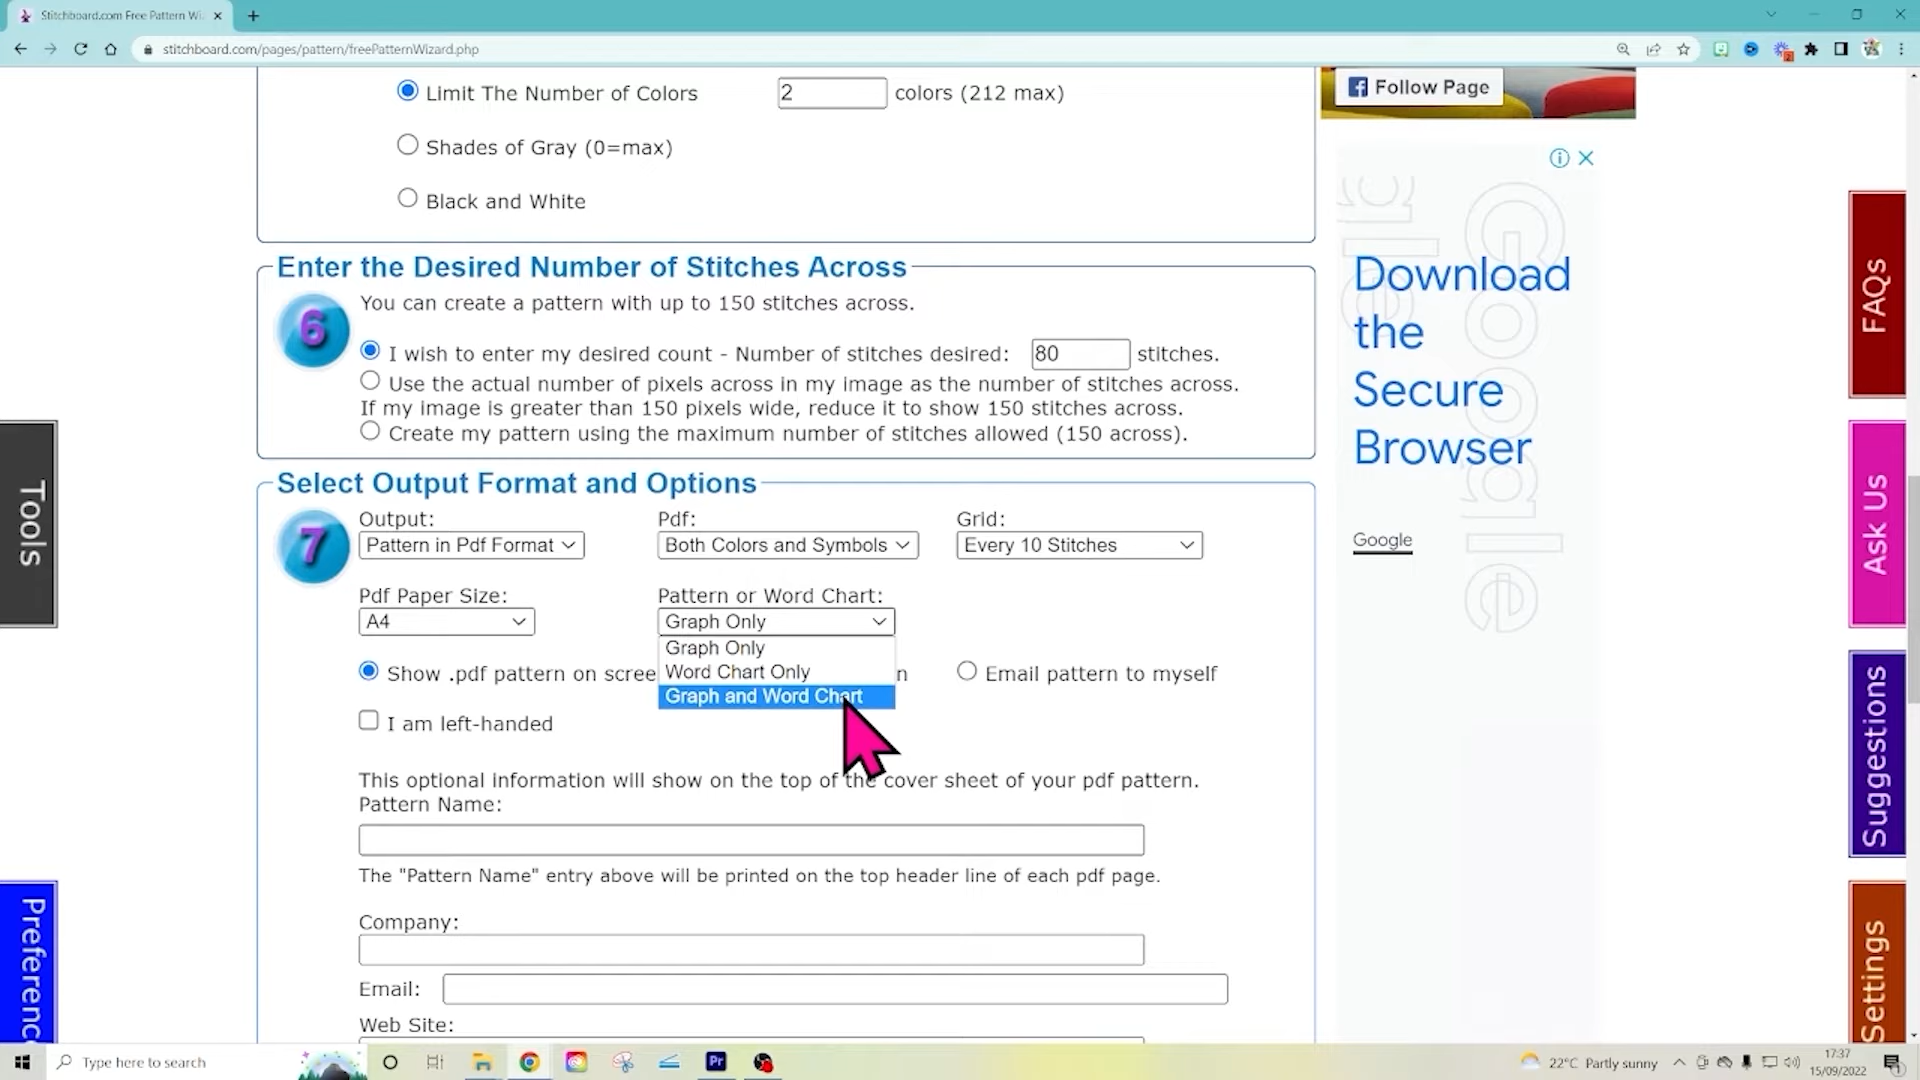 Stitchboard.com Free Pattern Wi
stitchboard.com/pages/pattern/freePatternWizard.php
Limit The Number of Colors 2 colors (212 max)
Shades of Gray (0=max)
Black and White
Enter the Desired Number of Stitches Across
6
You can create a pattern with up to 150 stitches across.
I wish to enter my desired count - Number of stitches desired: 80 stitches.
Use the actual number of pixels across in my image as the number of stitches across.
If my image is greater than 150 pixels wide, reduce it to show 150 stitches across.
Create my pattern using the maximum number of stitches allowed (150 across).
Select Output Format and Options
7
Output: Pdf: Grid:
Pattern in Pdf Format Both Colors and Symbols Every 10 Stitches
Pdf Paper Size: Pattern or Word Chart:
A4 Graph Only
Graph Only
Word Chart Only
Graph and Word Chart
Show .pdf pattern on scree n Email pattern to myself
I am left-handed
This optional information will show on the top of the cover sheet of your pdf pattern.
Pattern Name:
The "Pattern Name" entry above will be printed on the top header line of each pdf page.
Company:
Email:
Web Site:
Tools
Preferenc
Follow Page
Google
Download
the
Secure
Browser
Google
FAQs
Ask Us
Suggestions
Settings
Type here to search
Pr
22°C Partly sunny
17:37
15/09/2022